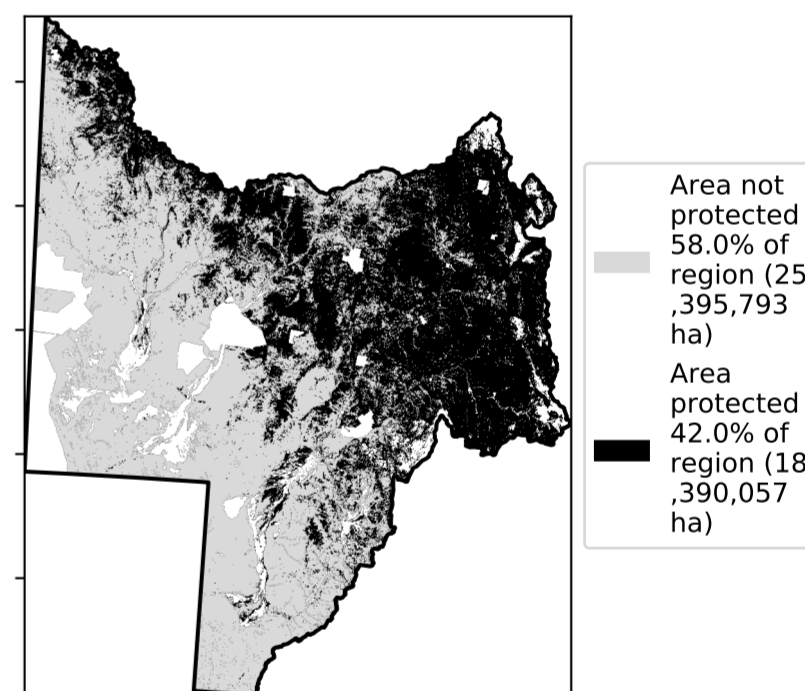 Area not
protected
58.0% of
region (25
,395,793
ha)
Area
protected
42.0% of
region (18
,390,057
ha)